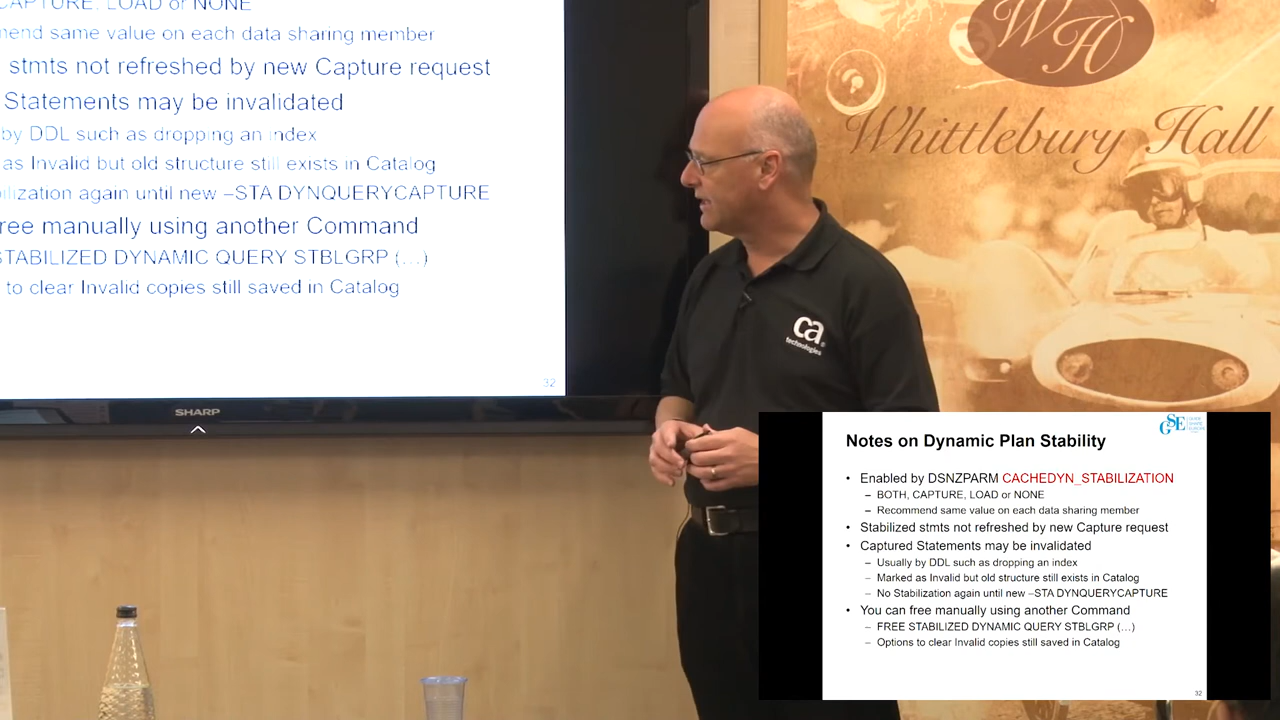 CAPTURE, LOAD or NONE
mend same value on each data sharing member
stmts not refreshed by new Capture request
Statements may be invalidated
by DDL such as dropping an index
as Invalid but old structure still exists in Catalog
ilization again until new –STA DYNQUERYCAPTURE
ree manually using another Command
STABILIZED DYNAMIC QUERY STBLGRP (…)
to clear Invalid copies still saved in Catalog
32
SHARP
WH
Whittlebury Hall
ca
technologies
GSE
Notes on Dynamic Plan Stability
• Enabled by DSNZPARM CACHEDYN_STABILIZATION
– BOTH, CAPTURE, LOAD or NONE
– Recommend same value on each data sharing member
• Stabilized stmts not refreshed by new Capture request
• Captured Statements may be invalidated
– Usually by DDL such as dropping an index
– Marked as Invalid but old structure still exists in Catalog
– No Stabilization again until new –STA DYNQUERYCAPTURE
• You can free manually using another Command
– FREE STABILIZED DYNAMIC QUERY STBLGRP (…)
– Options to clear Invalid copies still saved in Catalog
32